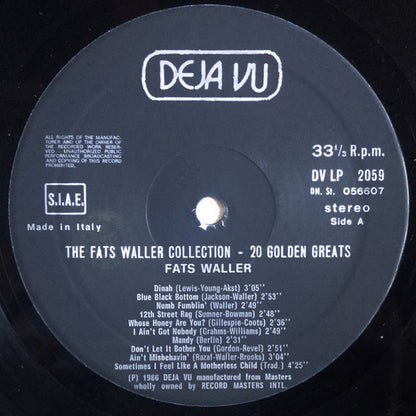 DEJA VU
ALL RIGHTS OF THE MANUFAC-
TURER AND OF THE OWNER OF
THE RECORDED WORK RESER-
VED - UNAUTHORIZED PUBLIC
PERFORMANCE BROADCASTING
AND COPYING OF THIS RECORD
PROHIBITED.
33 1/3 R.p.m.
DV LP 2059
DN. St. 056607
stereo
Side A
S.I.A.E.
Made in Italy
THE FATS WALLER COLLECTION - 20 GOLDEN GREATS
FATS WALLER
Dinah (Lewis-Young-Akst) 3'05''
Blue Black Bottom (Jackson-Waller) 2'53''
Numb Fumblin' (Waller) 2'49''
12th Street Rag (Sumner-Bowman) 2'48''
Whose Honey Are You? (Gillespie-Coots) 2'36''
I Ain't Got Nobody (Grahms-Williams) 2'49''
Mandy (Berlin) 2'31''
Don't Let It Bother You (Gordon-Revel) 2'51''
Ain't Misbehavin' (Razaf-Waller-Brooks) 3'04''
Sometimes I Feel Like A Motherless Child (Trad.) 4'25''
(P) 1986 DEJA VU manufactured from Masters
wholly owned by RECORD MASTERS INTL.